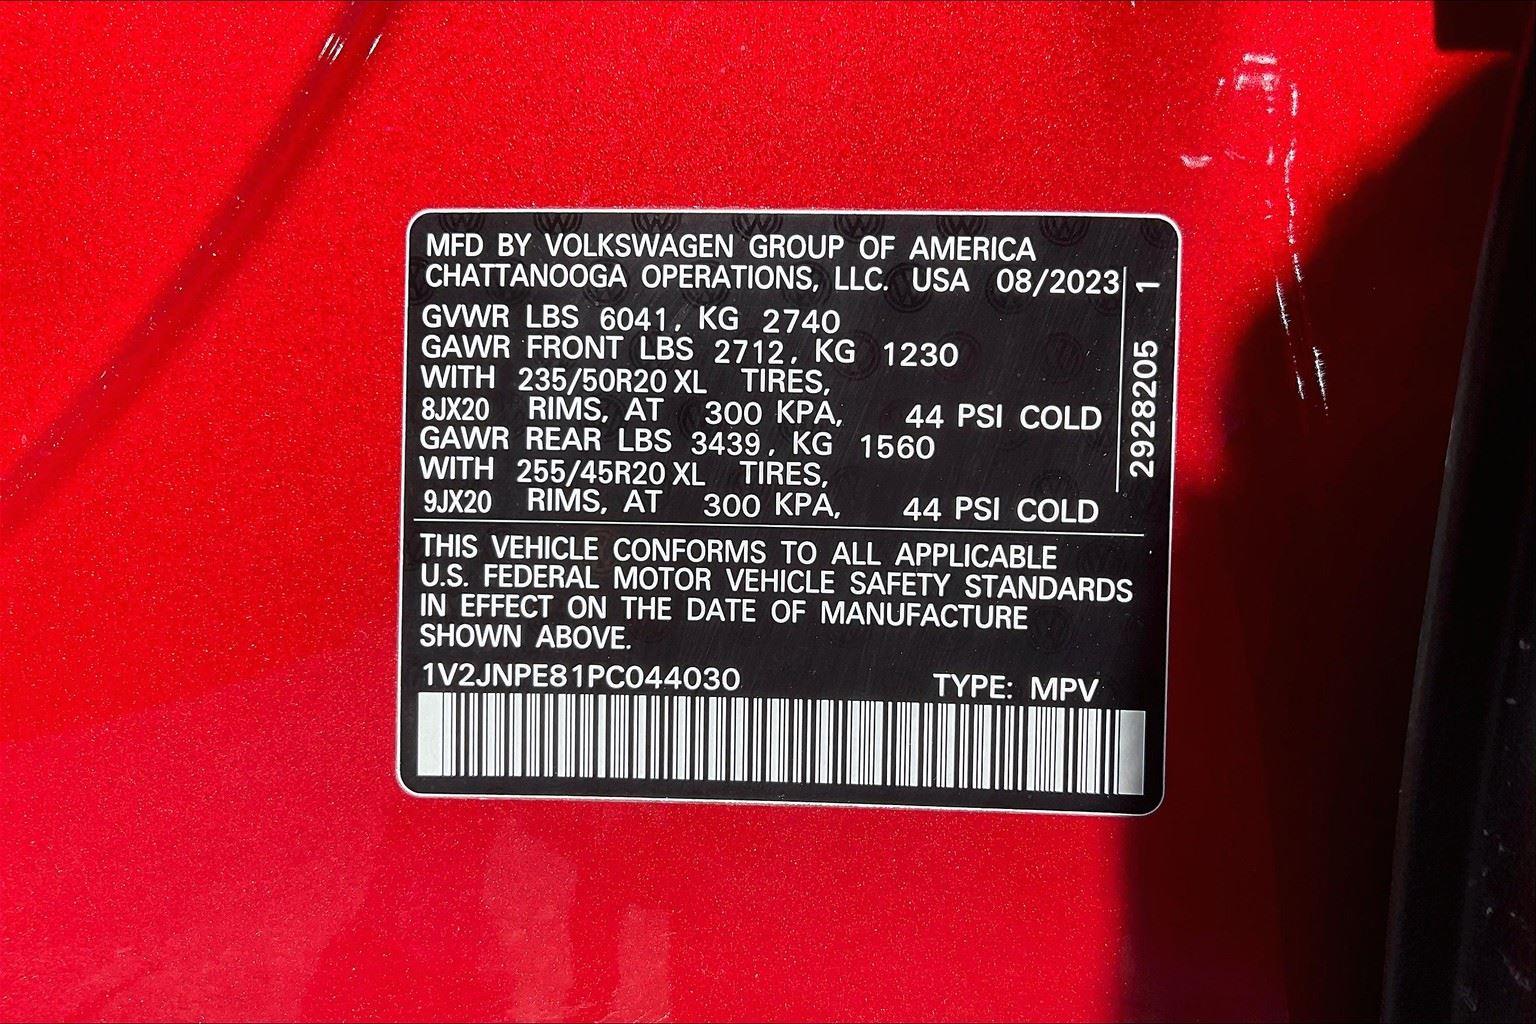 MFD BY VOLKSWAGEN GROUP OF AMERICA
CHATTANOOGA OPERATIONS, LLC. USA 08/2023
GVWR LBS 6041, KG 2740
GAWR FRONT LBS 2712, KG 1230
WITH 235/50R20 XL TIRES,
8JX20 RIMS, AT 300 KPA, 44 PSI COLD
GAWR REAR LBS 3439, KG 1560
WITH 255/45R20 XL TIRES,
9JX20 RIMS, AT 300 KPA, 44 PSI COLD
2928205 1
THIS VEHICLE CONFORMS TO ALL APPLICABLE
U.S. FEDERAL MOTOR VEHICLE SAFETY STANDARDS
IN EFFECT ON THE DATE OF MANUFACTURE
SHOWN ABOVE.
1V2JNPE81PC044030 TYPE: MPV